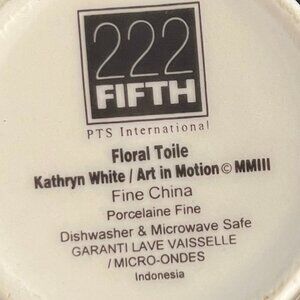 222
FIFTH
PTS International
Floral Toile
Kathryn White / Art in Motion © MMIII
Fine China
Porcelaine Fine
Dishwasher & Microwave Safe
GARANTI LAVE VAISSELLE
/ MICRO-ONDES
Indonesia